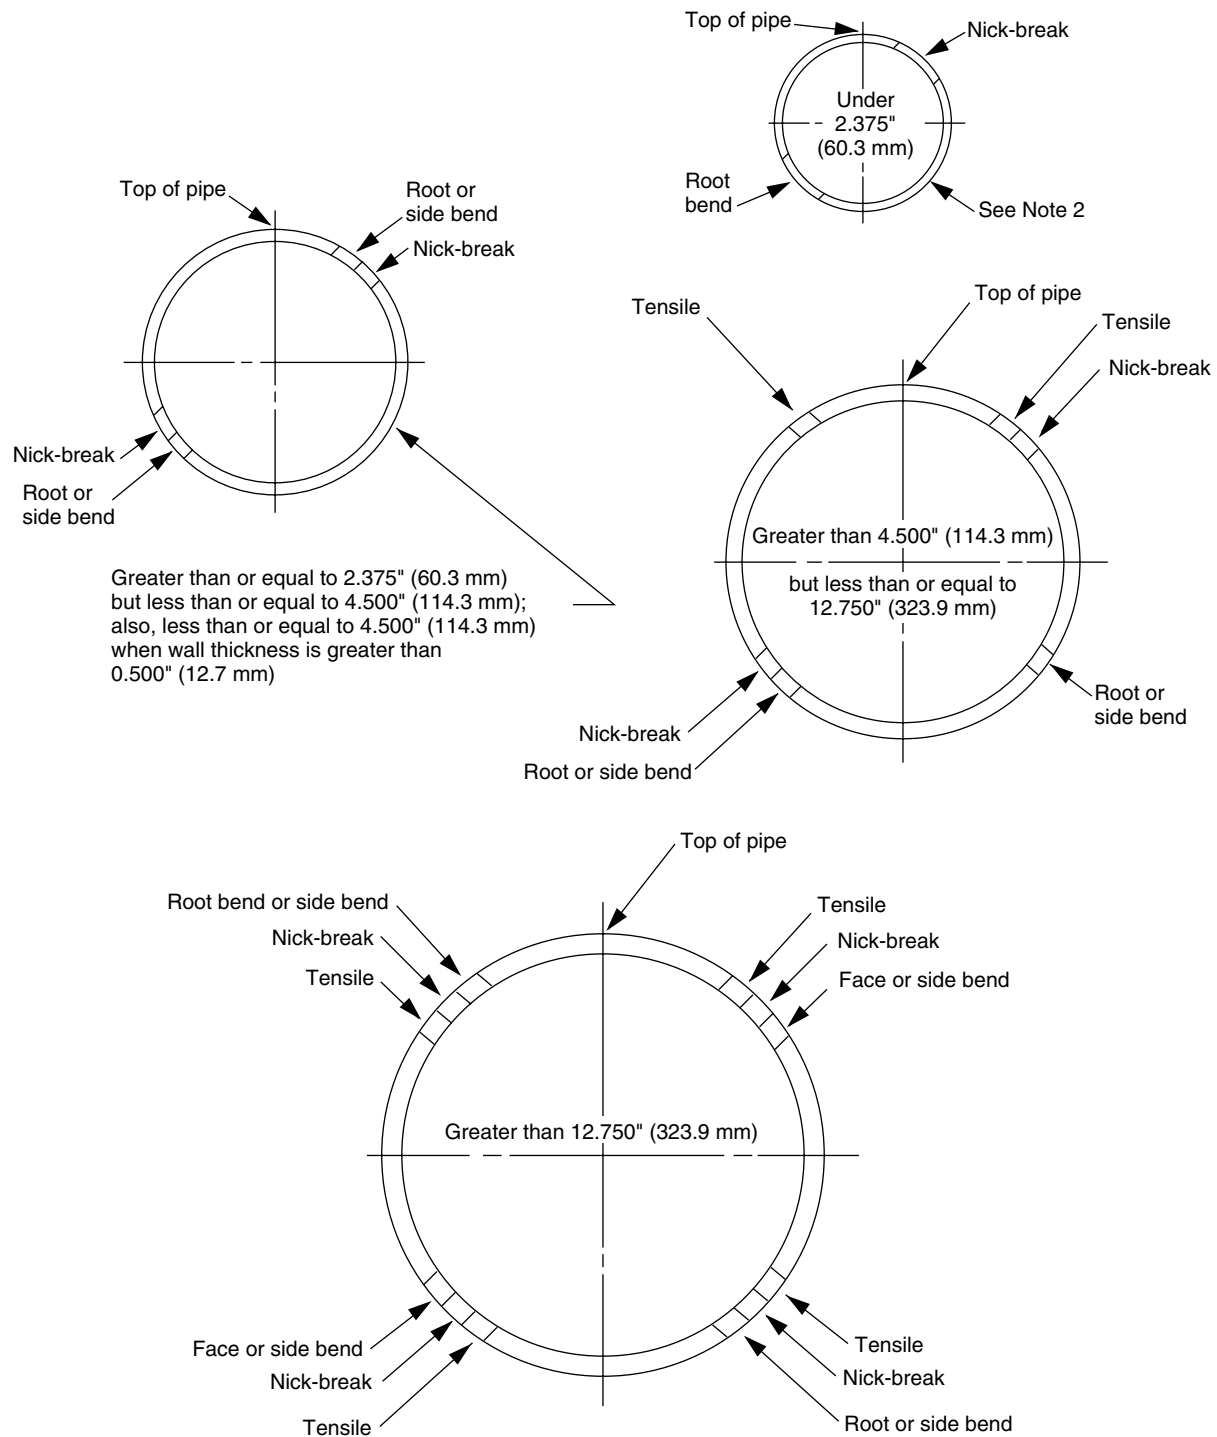 Top of pipe
Nick-break
Under
2.375"
(60.3 mm)
Root
bend
See Note 2
Top of pipe
Root or
side bend
Nick-break
Nick-break
Root or
side bend
Greater than or equal to 2.375" (60.3 mm)
but less than or equal to 4.500" (114.3 mm);
also, less than or equal to 4.500" (114.3 mm)
when wall thickness is greater than
0.500" (12.7 mm)
Tensile
Top of pipe
Tensile
Nick-break
Greater than 4.500" (114.3 mm)
but less than or equal to
12.750" (323.9 mm)
Root or
side bend
Nick-break
Root or side bend
Top of pipe
Root bend or side bend
Nick-break
Tensile
Tensile
Nick-break
Face or side bend
Greater than 12.750" (323.9 mm)
Face or side bend
Nick-break
Tensile
Tensile
Nick-break
Root or side bend